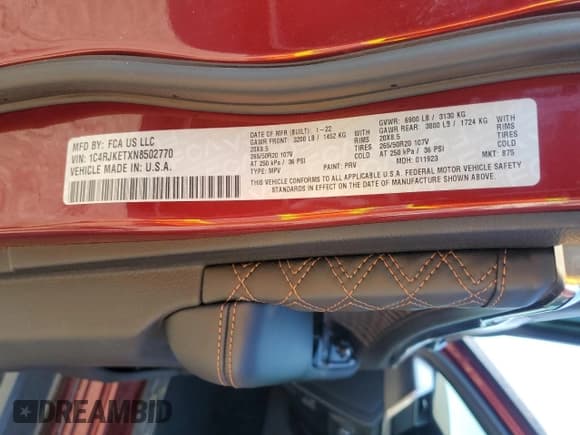 MFG BY: FCA US LLC
VIN: 1C4RJKETXN8502770
VEHICLE MADE IN: U.S.A.
DATE OF MFR (BUILT): 1-22
GAWR FRONT: 3200 LB / 1452 KG
WITH
20X8.5
RIMS
265/50R20 107V
TIRES
AT 250 kPa / 36 PSI
COLD
TYPE: MPV
PAINT: PRV
GVWR: 6900 LB / 3130 KG
GAWR REAR: 3800 LB / 1724 KG
WITH
20X8.5
RIMS
265/50R20 107V
TIRES
AT 250 kPa / 36 PSI
COLD
MDH: 011923
MKT: 875
THIS VEHICLE CONFORMS TO ALL APPLICABLE U.S.A. FEDERAL MOTOR VEHICLE
SAFETY STANDARDS IN EFFECT ON THE DATE OF MANUFACTURE SHOWN ABOVE.
DREAMBID